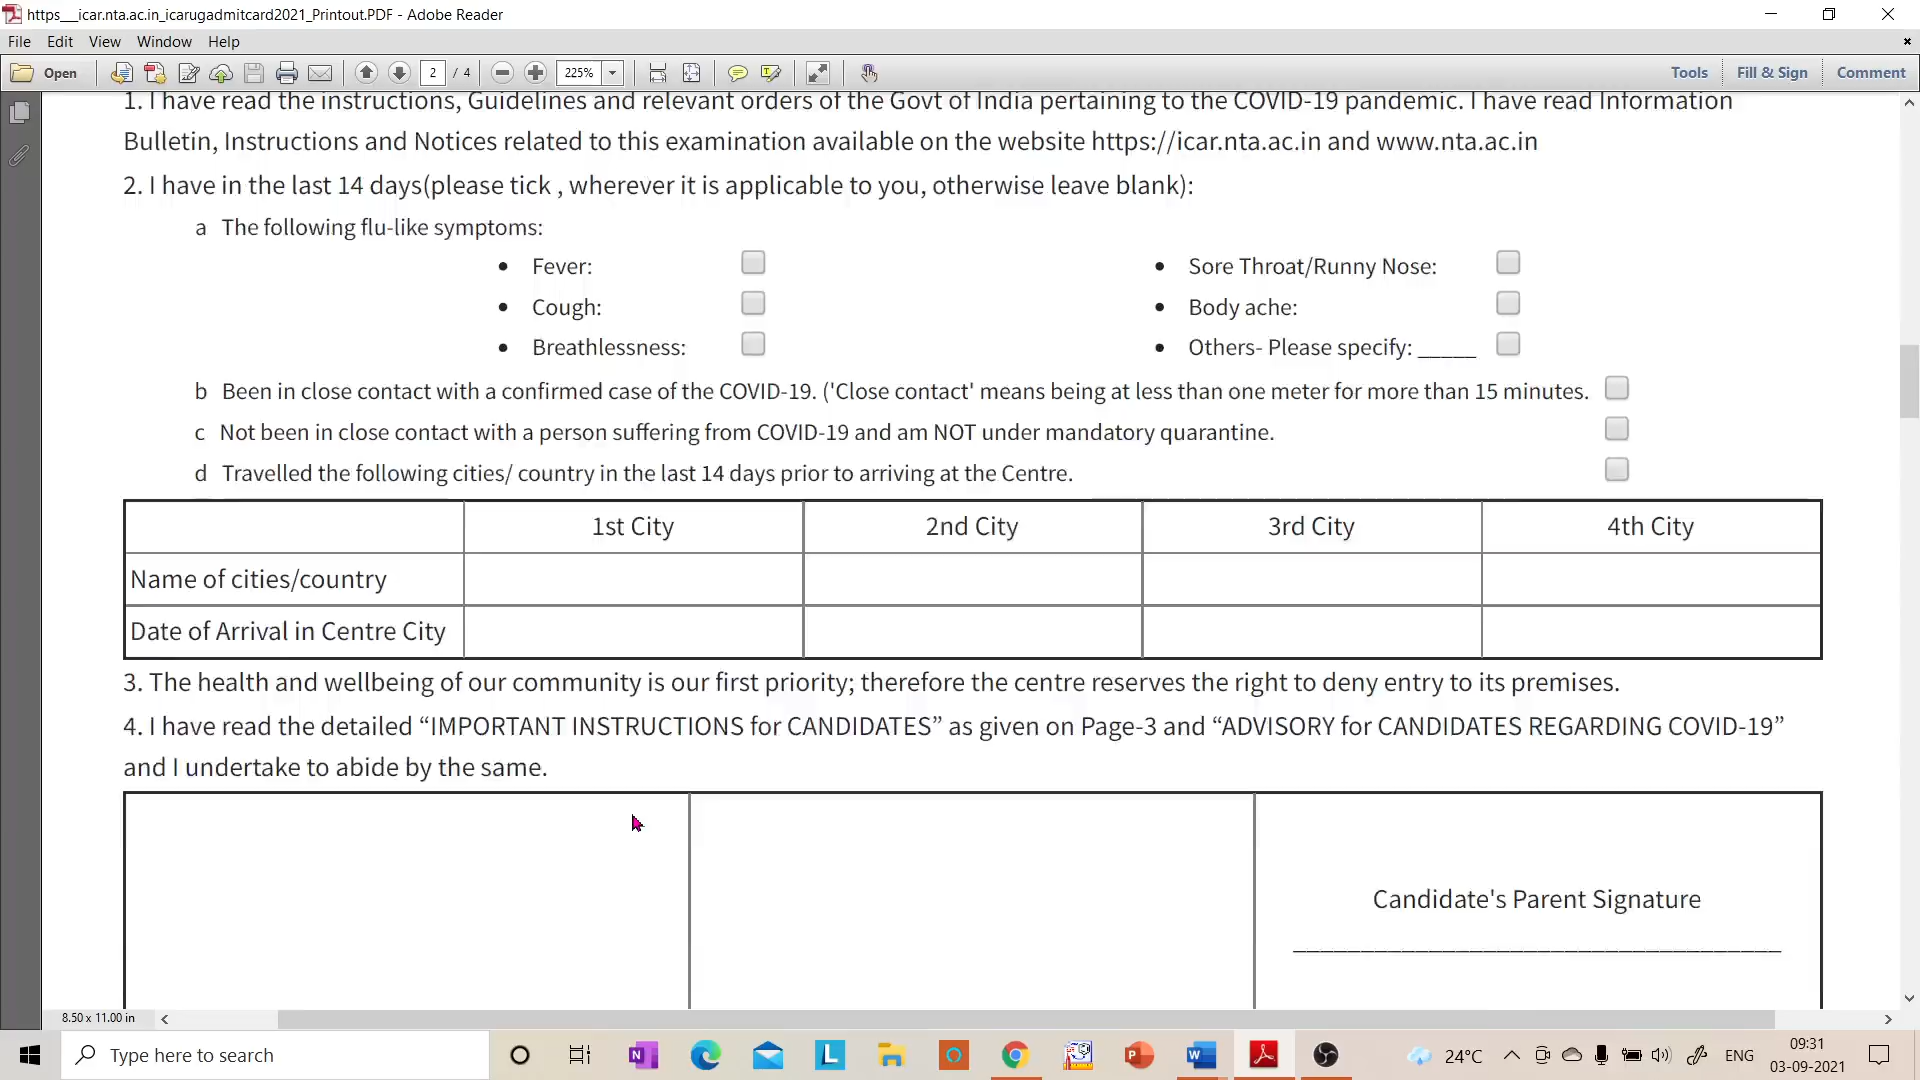 https__icar.nta.ac.in_icarugadmitcard2021_Printout.PDF - Adobe Reader
File Edit View Window Help
Open 2 / 4 225% Tools Fill & Sign Comment
1. I have read the instructions, Guidelines and relevant orders of the Govt of India pertaining to the COVID-19 pandemic. I have read Information
Bulletin, Instructions and Notices related to this examination available on the website https://icar.nta.ac.in and www.nta.ac.in
2. I have in the last 14 days(please tick , wherever it is applicable to you, otherwise leave blank):
a The following flu-like symptoms:
• Fever: • Sore Throat/Runny Nose:
• Cough: • Body ache:
• Breathlessness: • Others- Please specify: _____
b Been in close contact with a confirmed case of the COVID-19. ('Close contact' means being at less than one meter for more than 15 minutes.
c Not been in close contact with a person suffering from COVID-19 and am NOT under mandatory quarantine.
d Travelled the following cities/ country in the last 14 days prior to arriving at the Centre.
1st City 2nd City 3rd City 4th City
Name of cities/country
Date of Arrival in Centre City
3. The health and wellbeing of our community is our first priority; therefore the centre reserves the right to deny entry to its premises.
4. I have read the detailed “IMPORTANT INSTRUCTIONS for CANDIDATES” as given on Page-3 and “ADVISORY for CANDIDATES REGARDING COVID-19”
and I undertake to abide by the same.
Candidate's Parent Signature
8.50 x 11.00 in
Type here to search 24°C ENG 09:31
03-09-2021